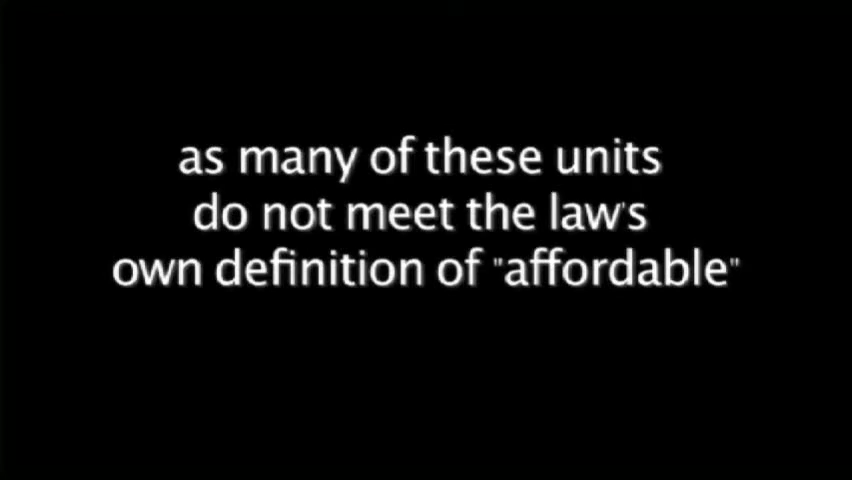 as many of these units
do not meet the law's
own definition of "affordable"